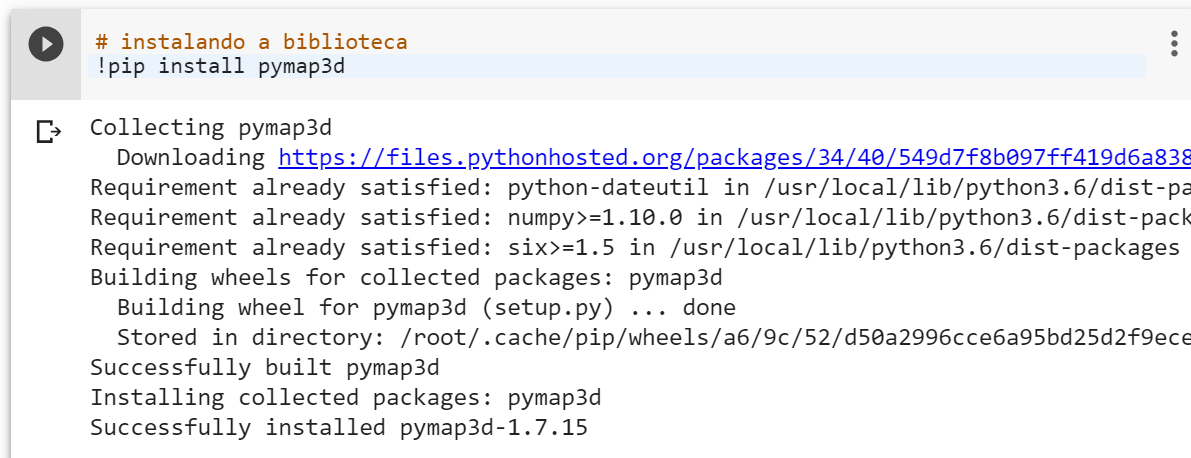 # instalando a biblioteca
!pip install pymap3d
Collecting pymap3d
Downloading https://files.pythonhosted.org/packages/34/40/549d7f8b097ff419d6a838
Requirement already satisfied: python-dateutil in /usr/local/lib/python3.6/dist-pa
Requirement already satisfied: numpy>=1.10.0 in /usr/local/lib/python3.6/dist-pack
Requirement already satisfied: six>=1.5 in /usr/local/lib/python3.6/dist-packages
Building wheels for collected packages: pymap3d
Building wheel for pymap3d (setup.py) ... done
Stored in directory: /root/.cache/pip/wheels/a6/9c/52/d50a2996cce6a95bd25d2f9ece
Successfully built pymap3d
Installing collected packages: pymap3d
Successfully installed pymap3d-1.7.15